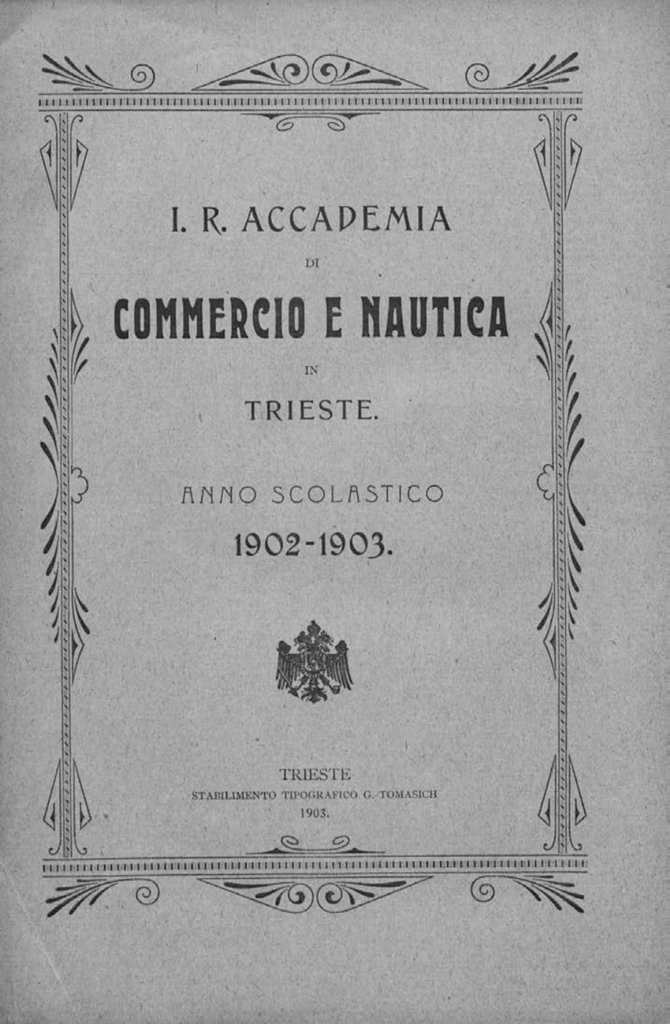 I. R. ACCADEMIA
DI
COMMERCIO E NAUTICA
IN
TRIESTE.
ANNO SCOLASTICO
1902-1903.
TRIESTE
STABILIMENTO TIPOGRAFICO G. TOMASICH
1903.